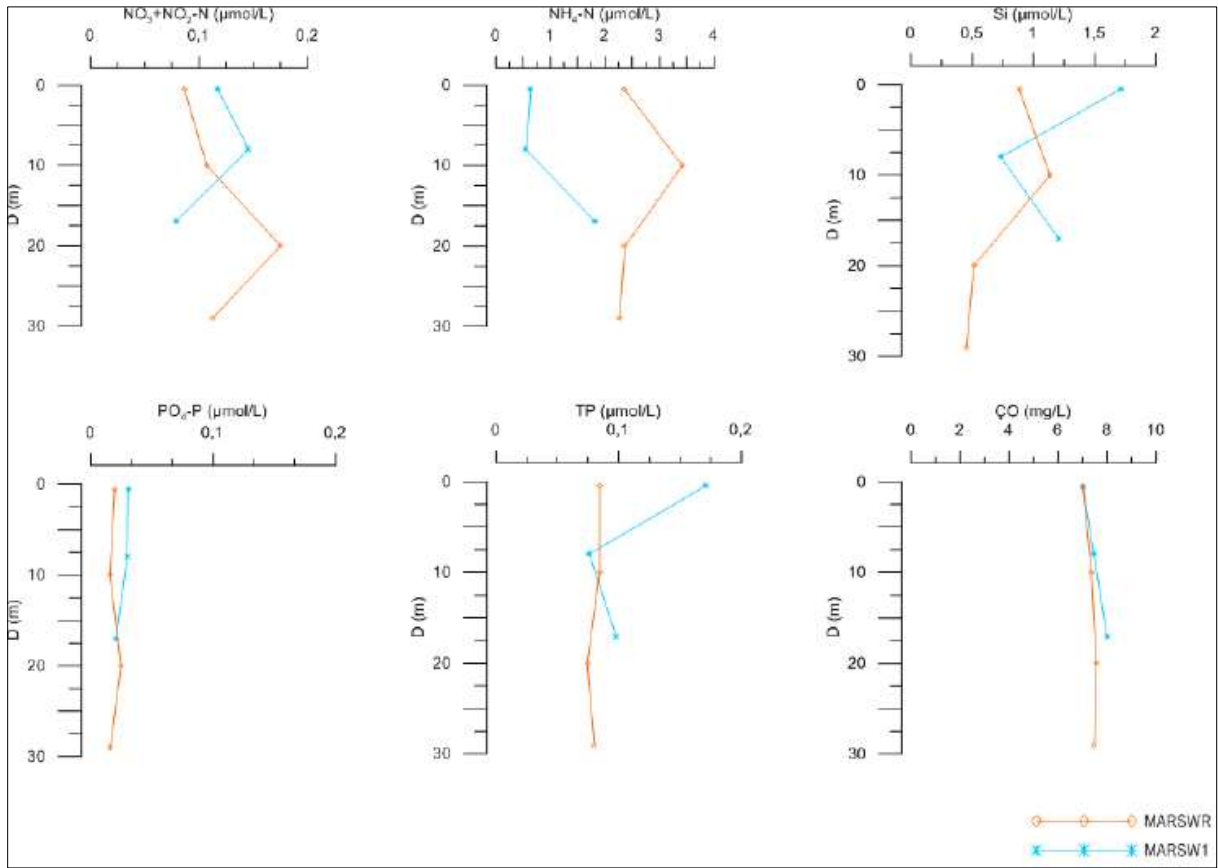 NO₃+NO₂-N (µmol/L)
0 0,1 0,2
0
10
20
30
D (m)
NH₄-N (µmol/L)
0 1 2 3 4
0
10
20
30
D (m)
Si (µmol/L)
0 0,5 1 1,5 2
0
10
20
30
D (m)
PO₄-P (µmol/L)
0 0,1 0,2
0
10
20
30
D (m)
TP (µmol/L)
0 0,1 0,2
0
10
20
30
D (m)
ÇO (mg/L)
0 2 4 6 8 10
0
10
20
30
D (m)
MARSWR
MARSW1